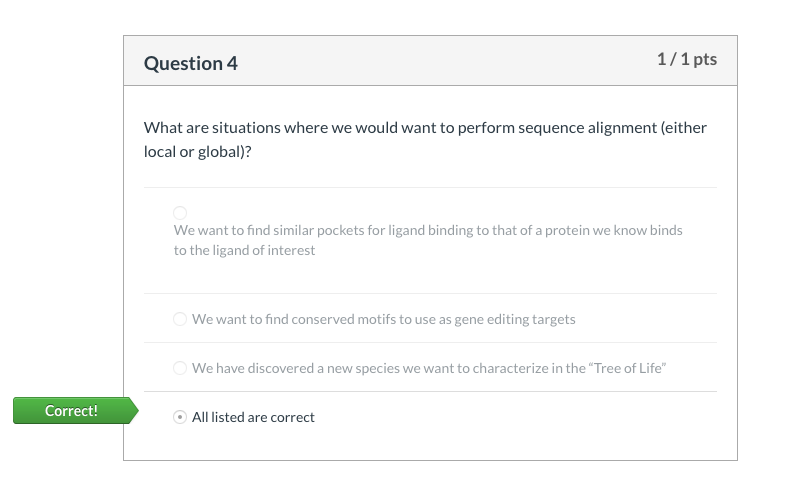 Question 4
1 / 1 pts
What are situations where we would want to perform sequence alignment (either
local or global)?
We want to find similar pockets for ligand binding to that of a protein we know binds
to the ligand of interest
We want to find conserved motifs to use as gene editing targets
We have discovered a new species we want to characterize in the “Tree of Life”
Correct!
All listed are correct